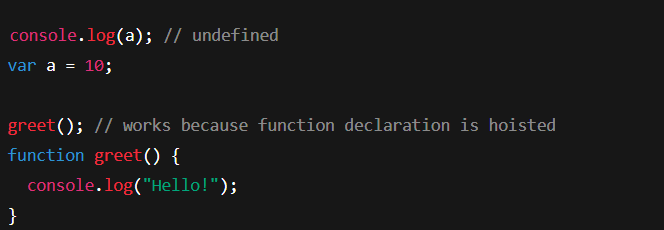 console.log(a); // undefined
var a = 10;
greet(); // works because function declaration is hoisted
function greet() {
  console.log("Hello!");
}